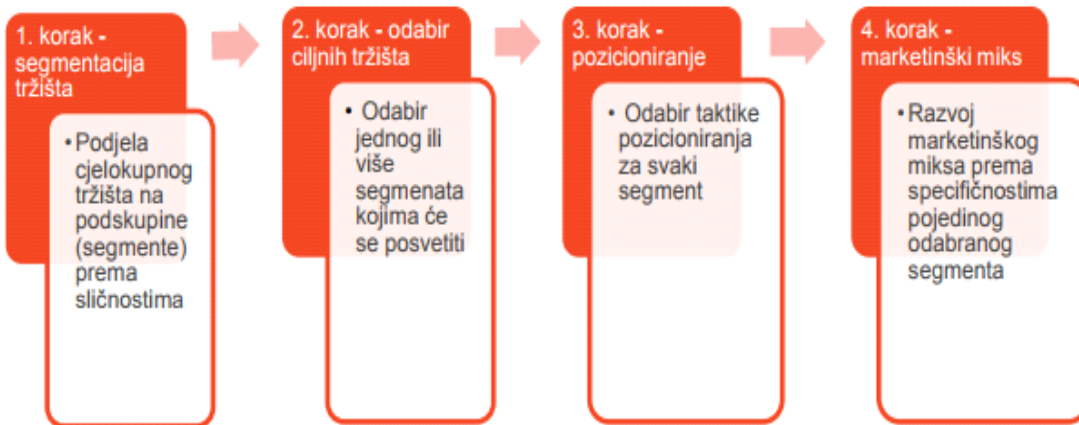 1. korak -
segmentacija
tržišta
• Podjela
cjelokupnog
tržišta na
podskupine
(segmente)
prema
sličnostima
2. korak - odabir
ciljnih tržišta
• Odabir
jednog ili
više
segmenata
kojima će
se posvetiti
3. korak -
pozicioniranje
• Odabir taktike
pozicioniranja
za svaki
segment
4. korak -
marketinški miks
• Razvoj
marketinškog
miksa prema
specifičnostima
pojedinog
odabranog
segmenta